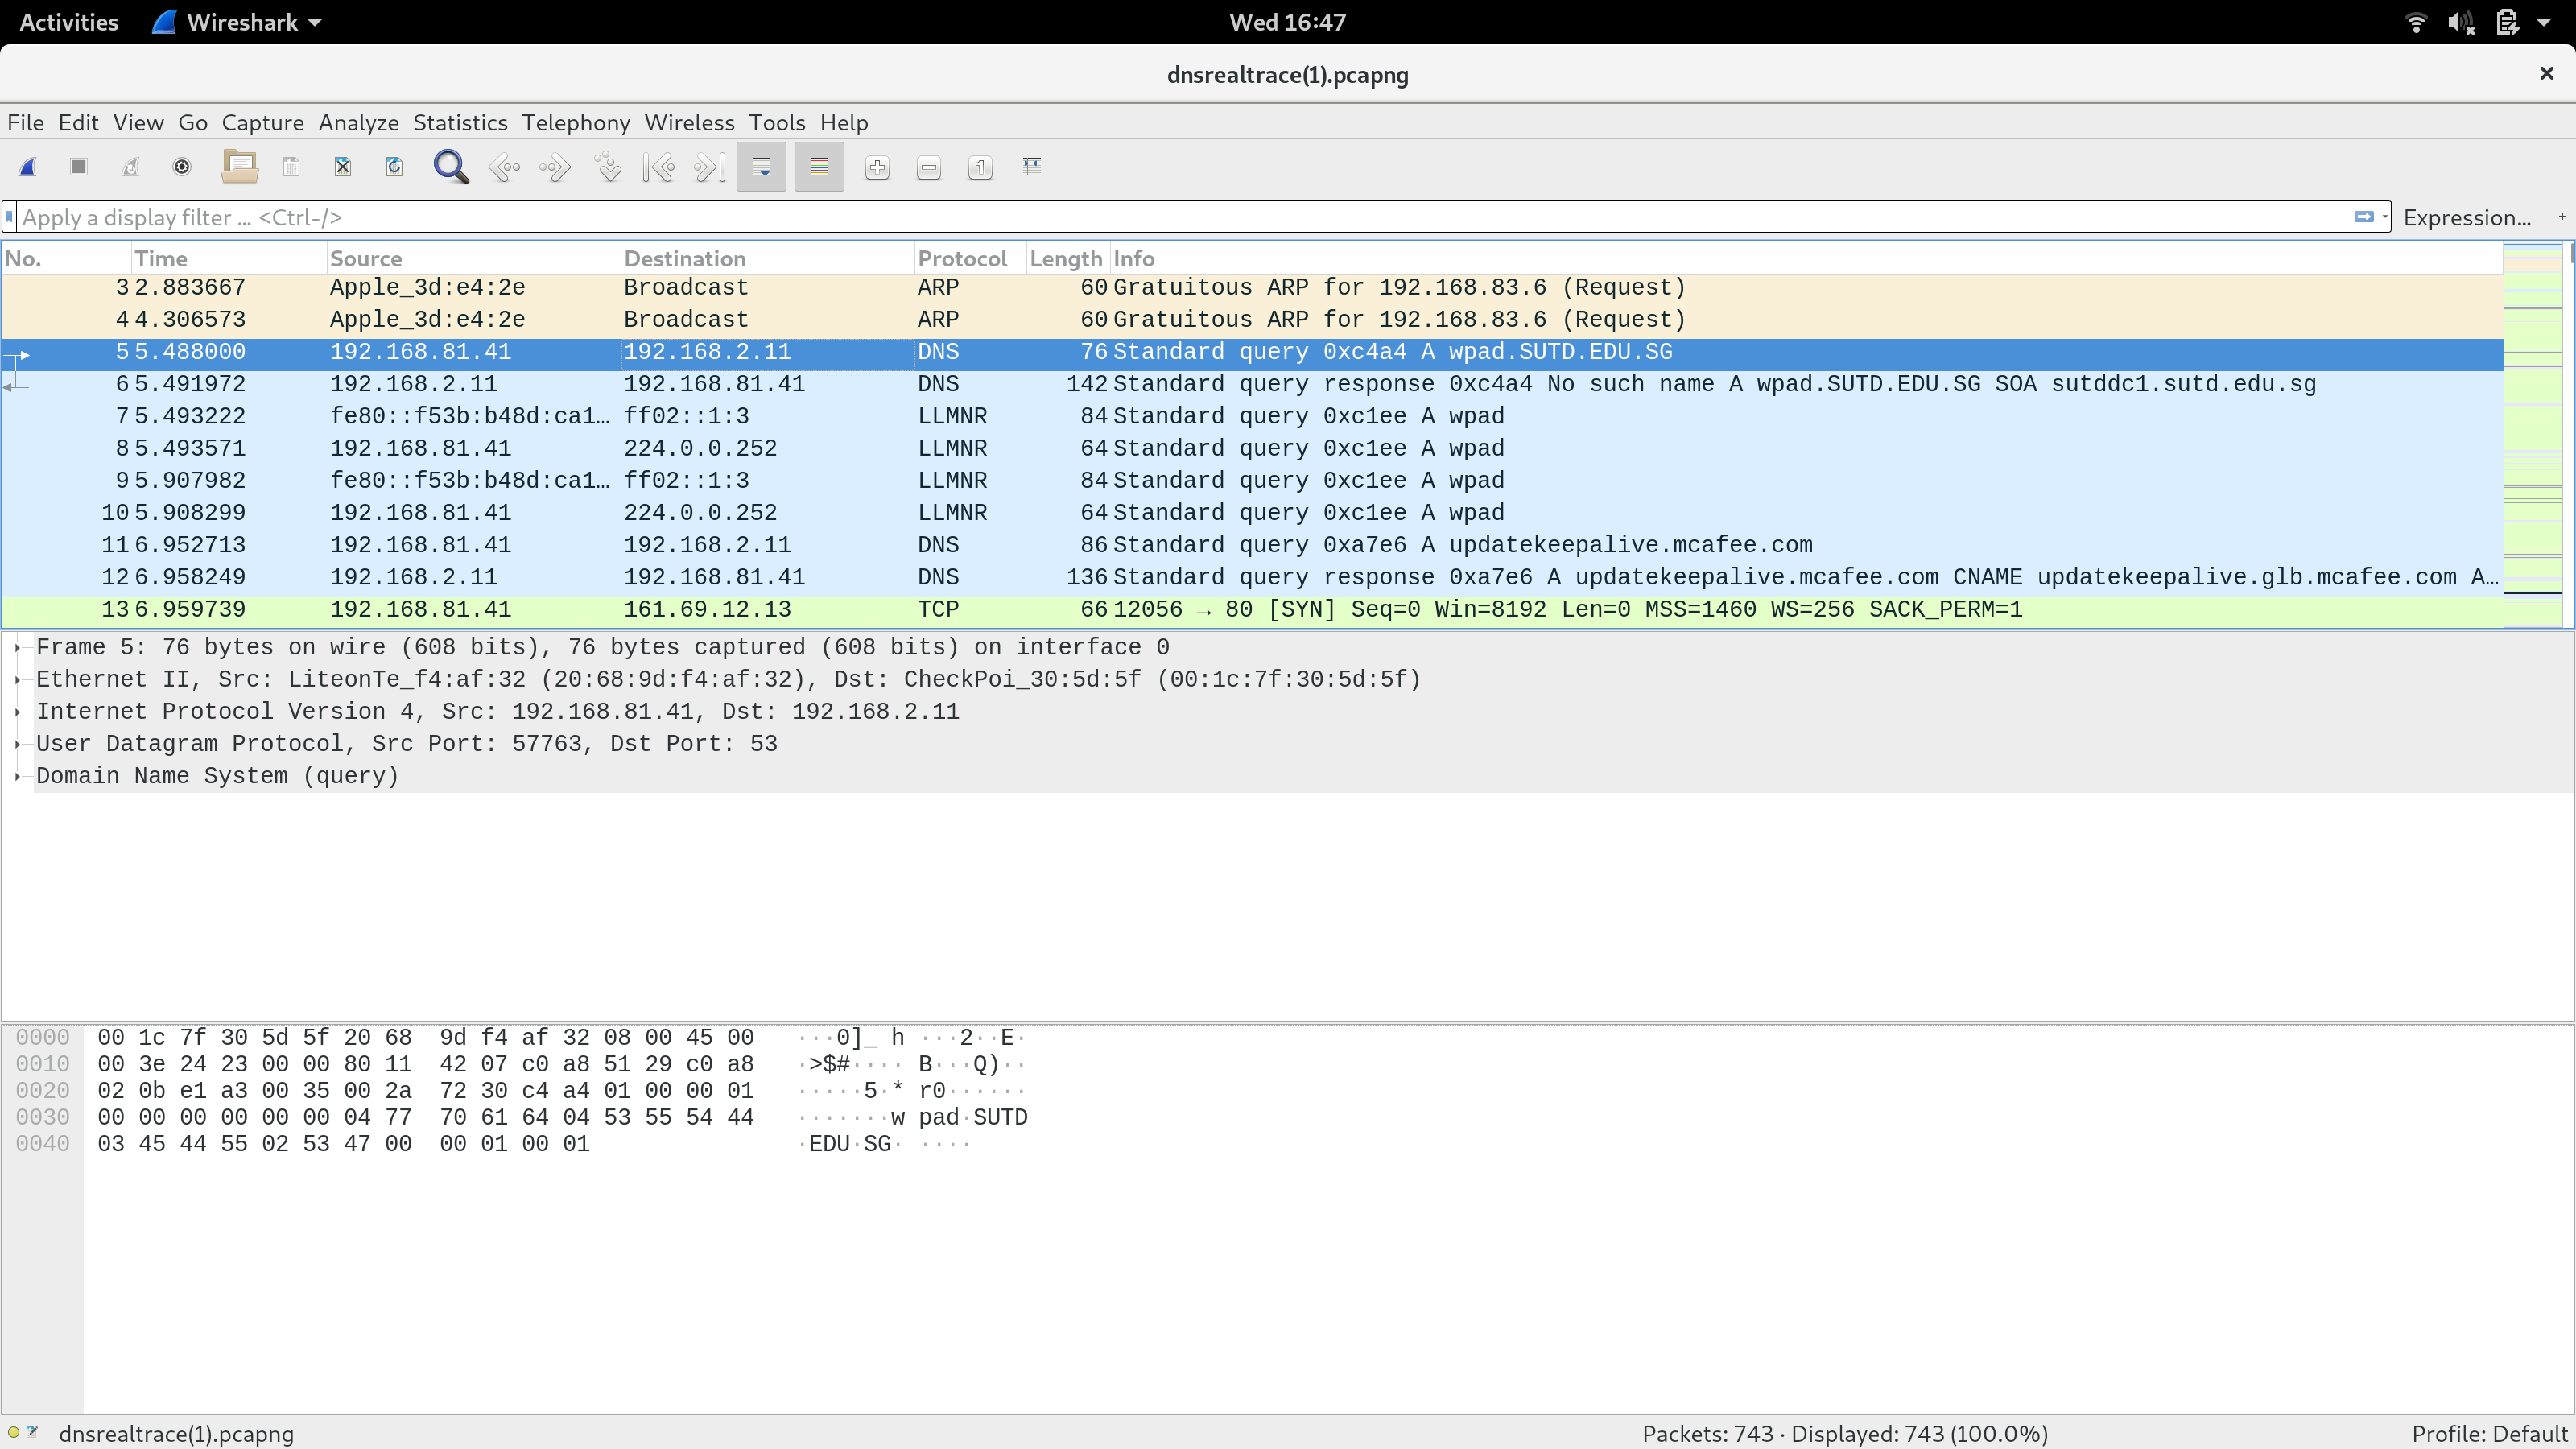 Activities Wireshark Wed 16:47
dnsrealtrace(1).pcapng
File Edit View Go Capture Analyze Statistics Telephony Wireless Tools Help
Apply a display filter ... <Ctrl-/> Expression... +
No. Time Source Destination Protocol Length Info
3 2.883667 Apple_3d:e4:2e Broadcast ARP 60 Gratuitous ARP for 192.168.83.6 (Request)
4 4.306573 Apple_3d:e4:2e Broadcast ARP 60 Gratuitous ARP for 192.168.83.6 (Request)
5 5.488000 192.168.81.41 192.168.2.11 DNS 76 Standard query 0xc4a4 A wpad.SUTD.EDU.SG
6 5.491972 192.168.2.11 192.168.81.41 DNS 142 Standard query response 0xc4a4 No such name A wpad.SUTD.EDU.SG SOA sutddc1.sutd.edu.sg
7 5.493222 fe80::f53b:b48d:ca1... ff02::1:3 LLMNR 84 Standard query 0xc1ee A wpad
8 5.493571 192.168.81.41 224.0.0.252 LLMNR 64 Standard query 0xc1ee A wpad
9 5.907982 fe80::f53b:b48d:ca1... ff02::1:3 LLMNR 84 Standard query 0xc1ee A wpad
10 5.908299 192.168.81.41 224.0.0.252 LLMNR 64 Standard query 0xc1ee A wpad
11 6.952713 192.168.81.41 192.168.2.11 DNS 86 Standard query 0xa7e6 A updatekeepalive.mcafee.com
12 6.958249 192.168.2.11 192.168.81.41 DNS 136 Standard query response 0xa7e6 A updatekeepalive.mcafee.com CNAME updatekeepalive.glb.mcafee.com A...
13 6.959739 192.168.81.41 161.69.12.13 TCP 66 12056 → 80 [SYN] Seq=0 Win=8192 Len=0 MSS=1460 WS=256 SACK_PERM=1
Frame 5: 76 bytes on wire (608 bits), 76 bytes captured (608 bits) on interface 0
Ethernet II, Src: LiteonTe_f4:af:32 (20:68:9d:f4:af:32), Dst: CheckPoi_30:5d:5f (00:1c:7f:30:5d:5f)
Internet Protocol Version 4, Src: 192.168.81.41, Dst: 192.168.2.11
User Datagram Protocol, Src Port: 57763, Dst Port: 53
Domain Name System (query)
0000 00 1c 7f 30 5d 5f 20 68 9d f4 af 32 08 00 45 00 ···0]_ h ···2··E·
0010 00 3e 24 23 00 00 80 11 42 07 c0 a8 51 29 c0 a8 ·>$#···· B···Q)··
0020 02 0b e1 a3 00 35 00 2a 72 30 c4 a4 01 00 00 01 ·····5·* r0······
0030 00 00 00 00 00 00 04 77 70 61 64 04 53 55 54 44 ·······w pad·SUTD
0040 03 45 44 55 02 53 47 00 00 01 00 01 ·EDU·SG· ····
dnsrealtrace(1).pcapng Packets: 743 · Displayed: 743 (100.0%) Profile: Default